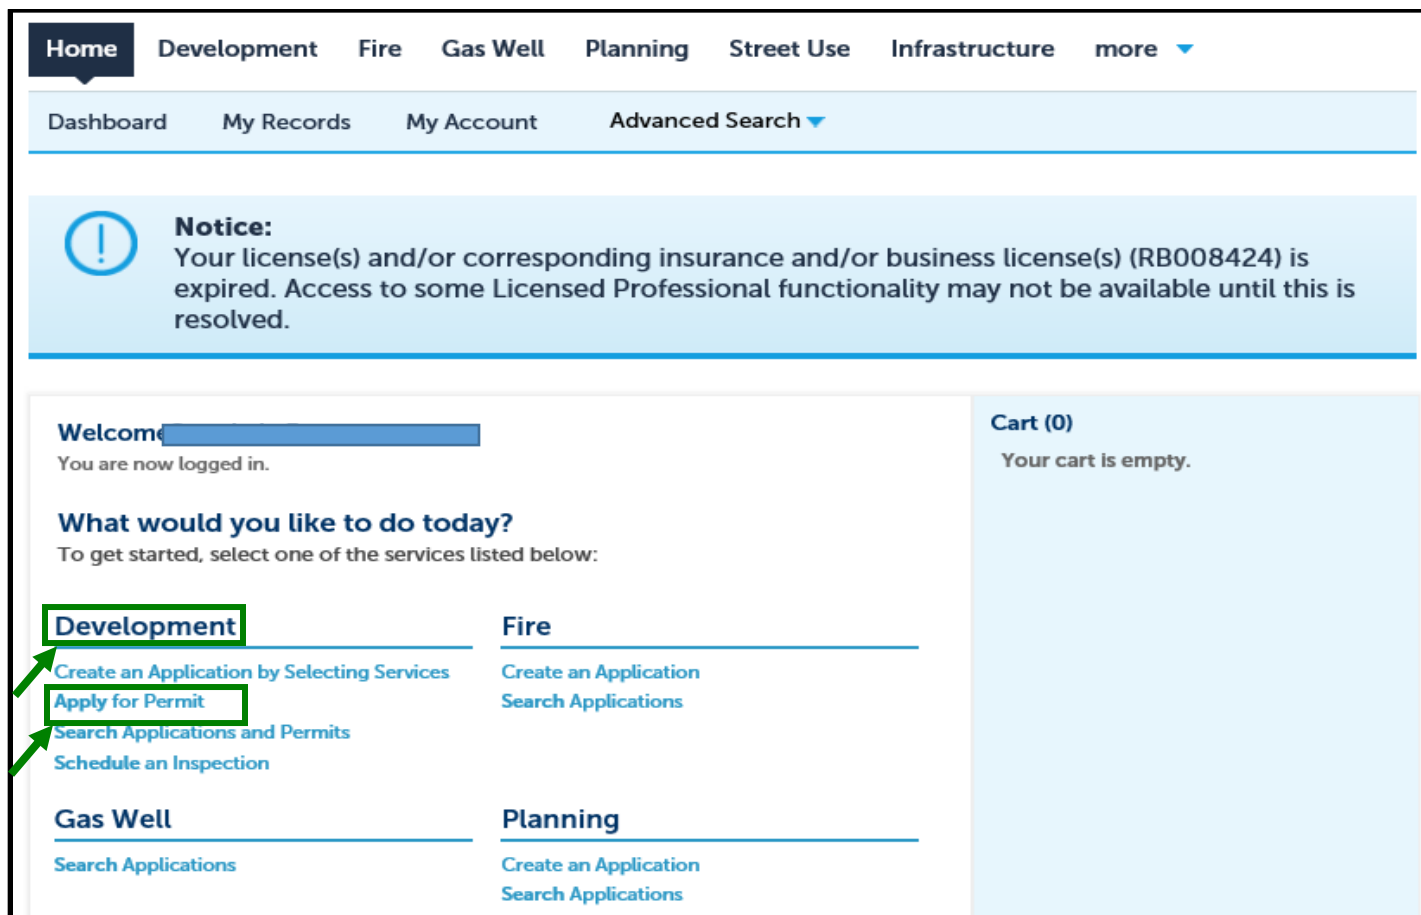 Home Development Fire Gas Well Planning Street Use Infrastructure more
Dashboard My Records My Account Advanced Search
Notice:
Your license(s) and/or corresponding insurance and/or business license(s) (RB008424) is
expired. Access to some Licensed Professional functionality may not be available until this is
resolved.
Welcome
You are now logged in.
Cart (0)
Your cart is empty.
What would you like to do today?
To get started, select one of the services listed below:
Development
Create an Application by Selecting Services
Apply for Permit
Search Applications and Permits
Schedule an Inspection
Fire
Create an Application
Search Applications
Gas Well
Search Applications
Planning
Create an Application
Search Applications